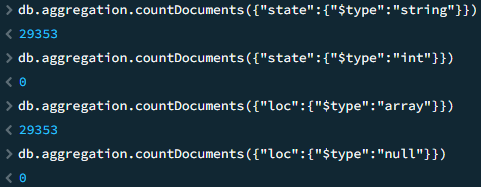 > db.aggregation.countDocuments({"state":{"$type":"string"}})
< 29353
> db.aggregation.countDocuments({"state":{"$type":"int"}})
< 0
> db.aggregation.countDocuments({"loc":{"$type":"array"}})
< 29353
> db.aggregation.countDocuments({"loc":{"$type":"null"}})
< 0